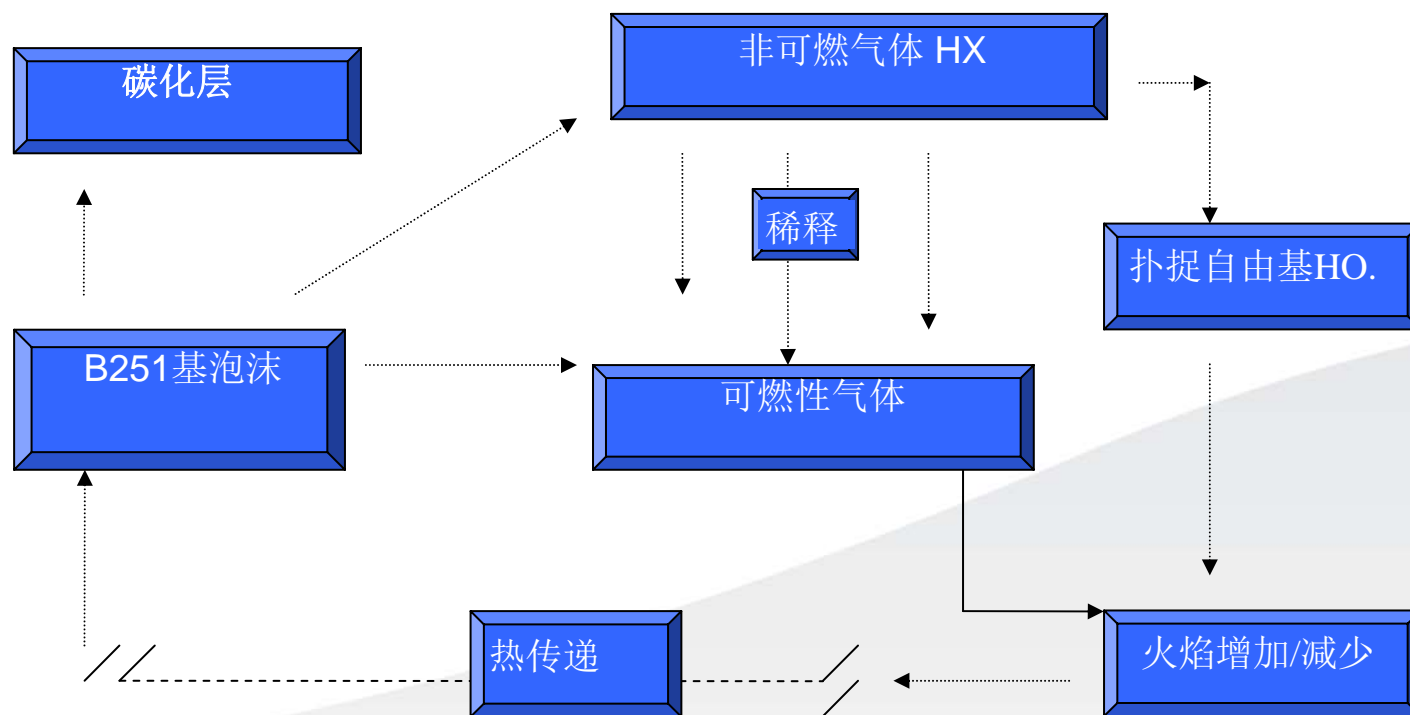 非可燃气体 HX
碳化层
稀释
扑捉自由基HO.
B251基泡沫
可燃性气体
热传递
火焰增加/减少